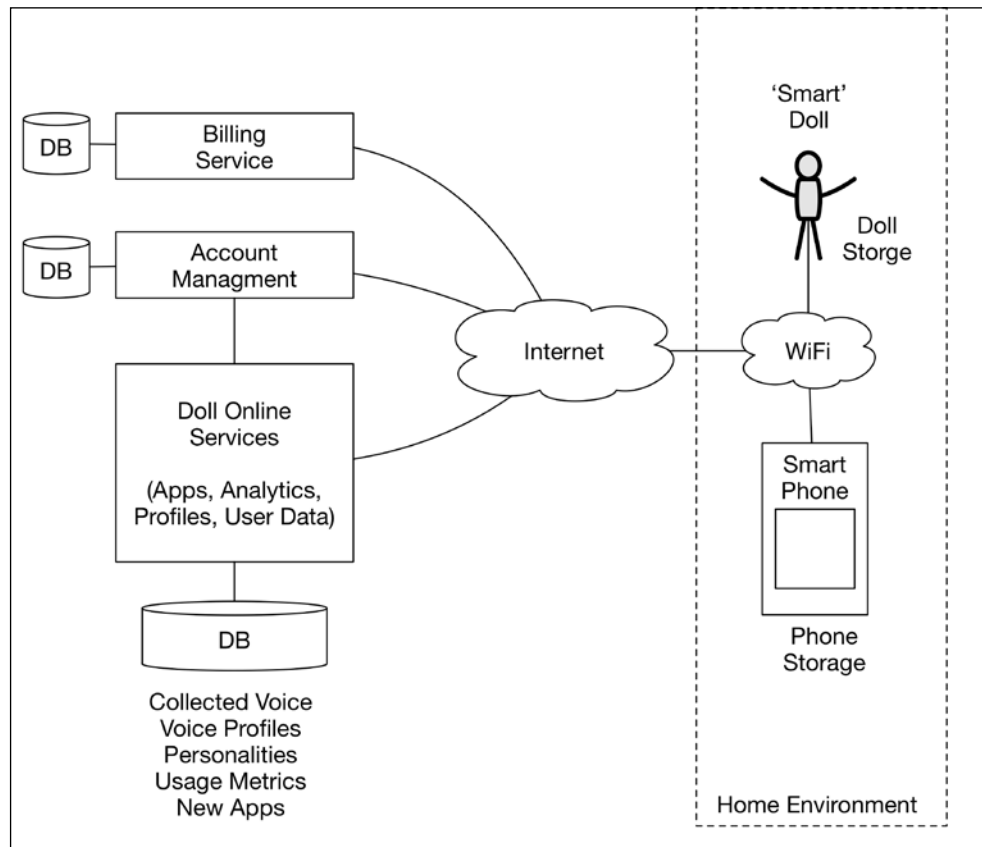 'Smart'
Doll
Doll
Storge
DB
Billing
Service
DB
Account
Managment
Internet
WiFi
Doll Online
Services
(Apps, Analytics,
Profiles, User Data)
Smart
Phone
Phone
Storage
DB
Collected Voice
Voice Profiles
Personalities
Usage Metrics
New Apps
Home Environment